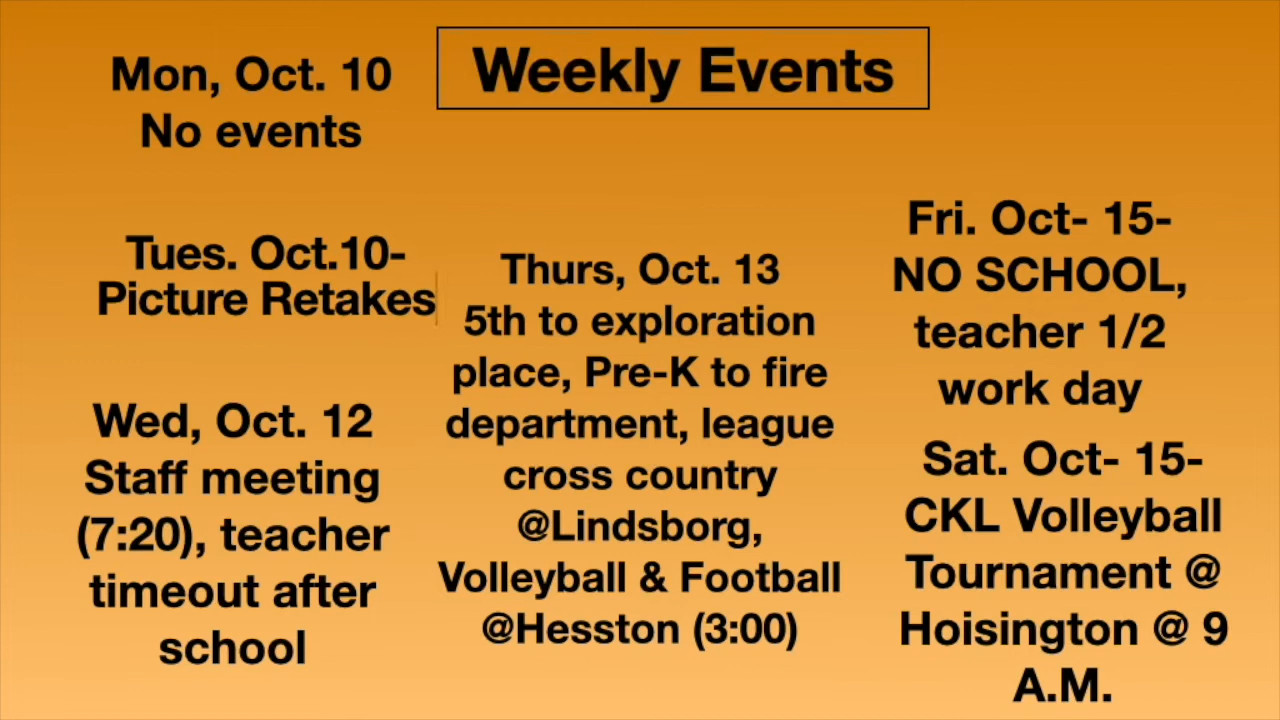 Weekly Events
Mon, Oct. 10
No events
Tues. Oct.10-
Picture Retakes
Wed, Oct. 12
Staff meeting
(7:20), teacher
timeout after
school
Thurs, Oct. 13
5th to exploration
place, Pre-K to fire
department, league
cross country
@Lindsborg,
Volleyball & Football
@Hesston (3:00)
Fri. Oct- 15-
NO SCHOOL,
teacher 1/2
work day
Sat. Oct- 15-
CKL Volleyball
Tournament @
Hoisington @ 9
A.M.